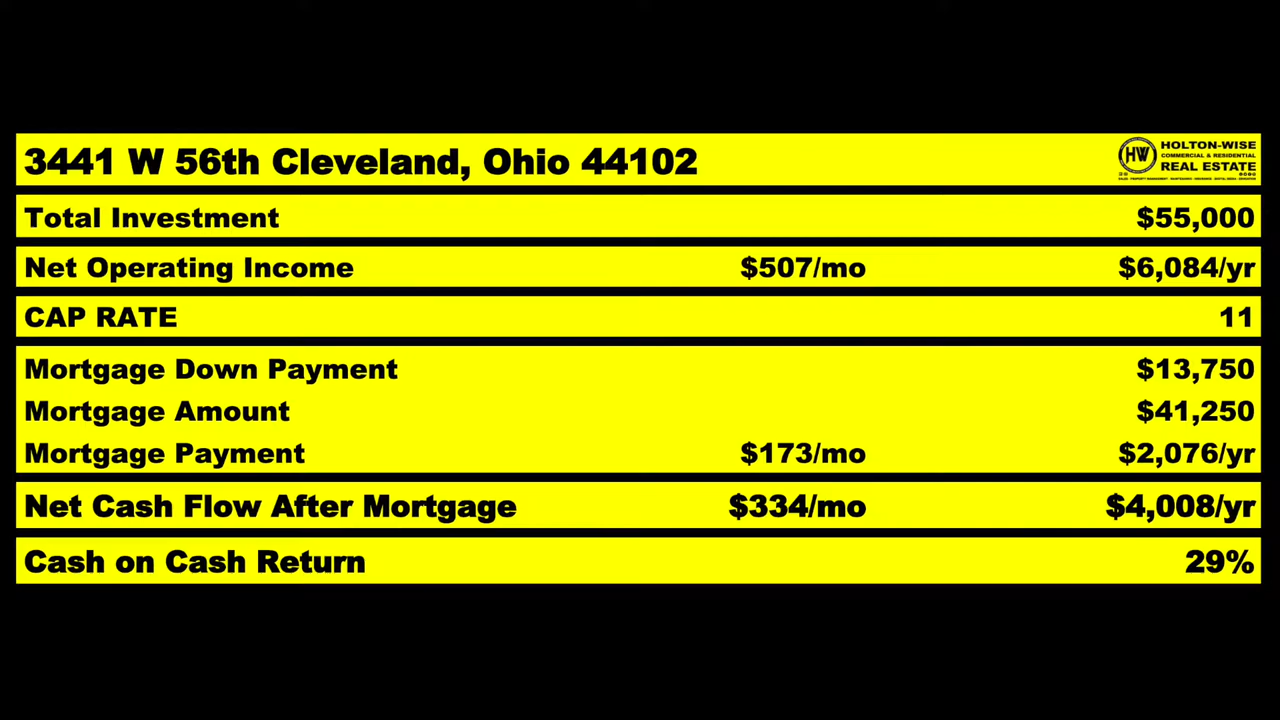 3441 W 56th Cleveland, Ohio 44102
HW
HOLTON-WISE
COMMERCIAL & RESIDENTIAL
REAL ESTATE
Total Investment $55,000
Net Operating Income $507/mo $6,084/yr
CAP RATE 11
Mortgage Down Payment $13,750
Mortgage Amount $41,250
Mortgage Payment $173/mo $2,076/yr
Net Cash Flow After Mortgage $334/mo $4,008/yr
Cash on Cash Return 29%